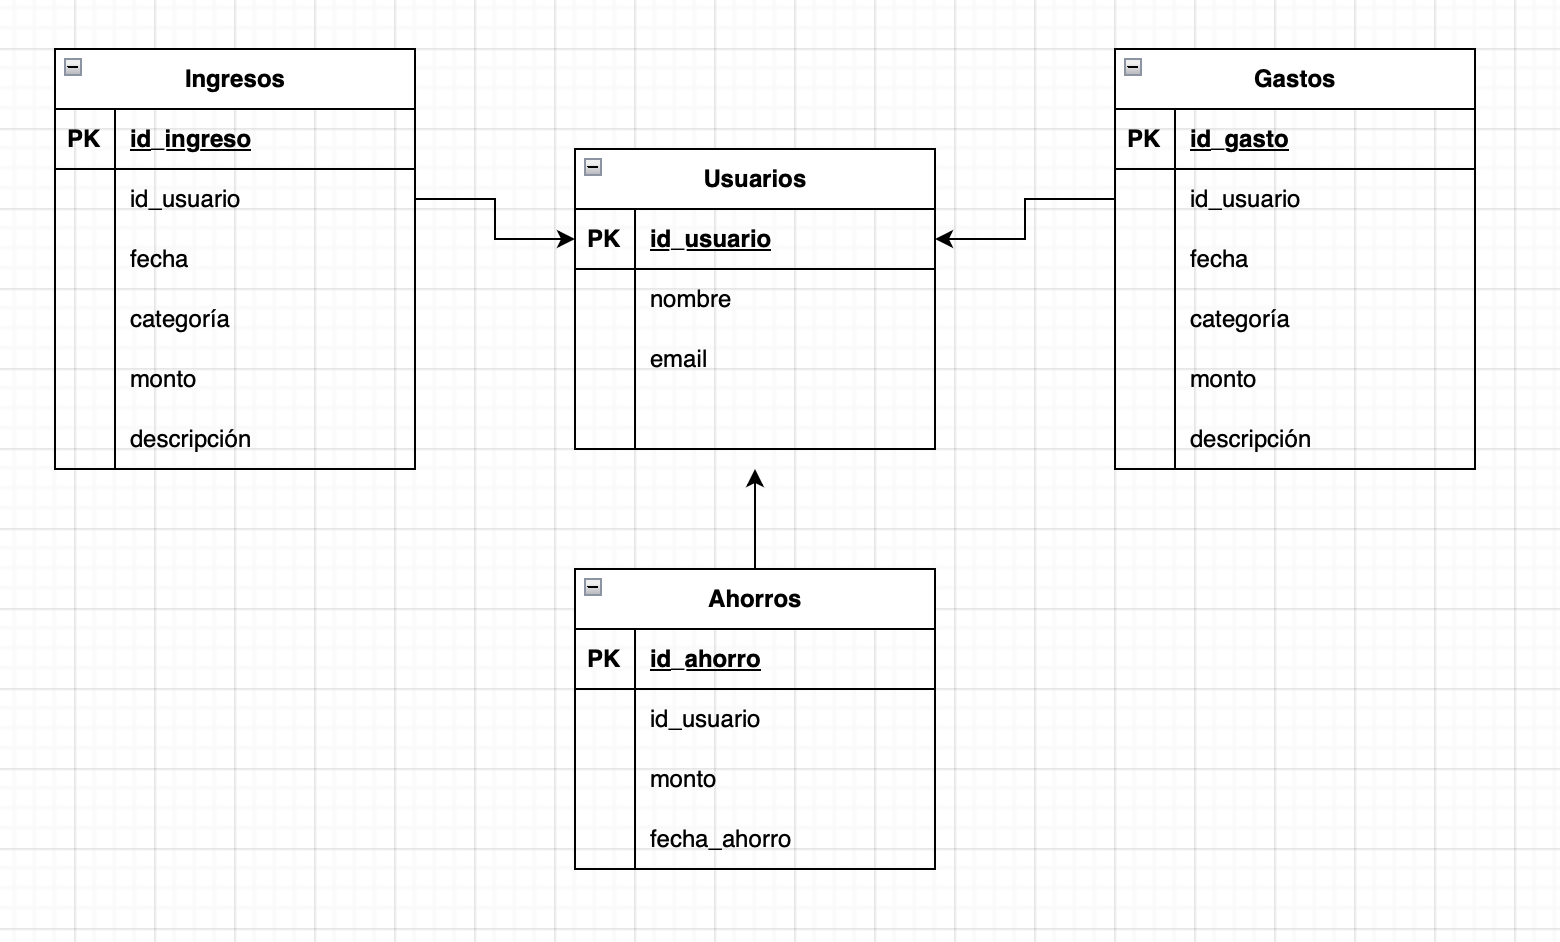 Ingresos
PK id_ingreso
id_usuario
fecha
categoría
monto
descripción
Usuarios
PK id_usuario
nombre
email
Gastos
PK id_gasto
id_usuario
fecha
categoría
monto
descripción
Ahorros
PK id_ahorro
id_usuario
monto
fecha_ahorro